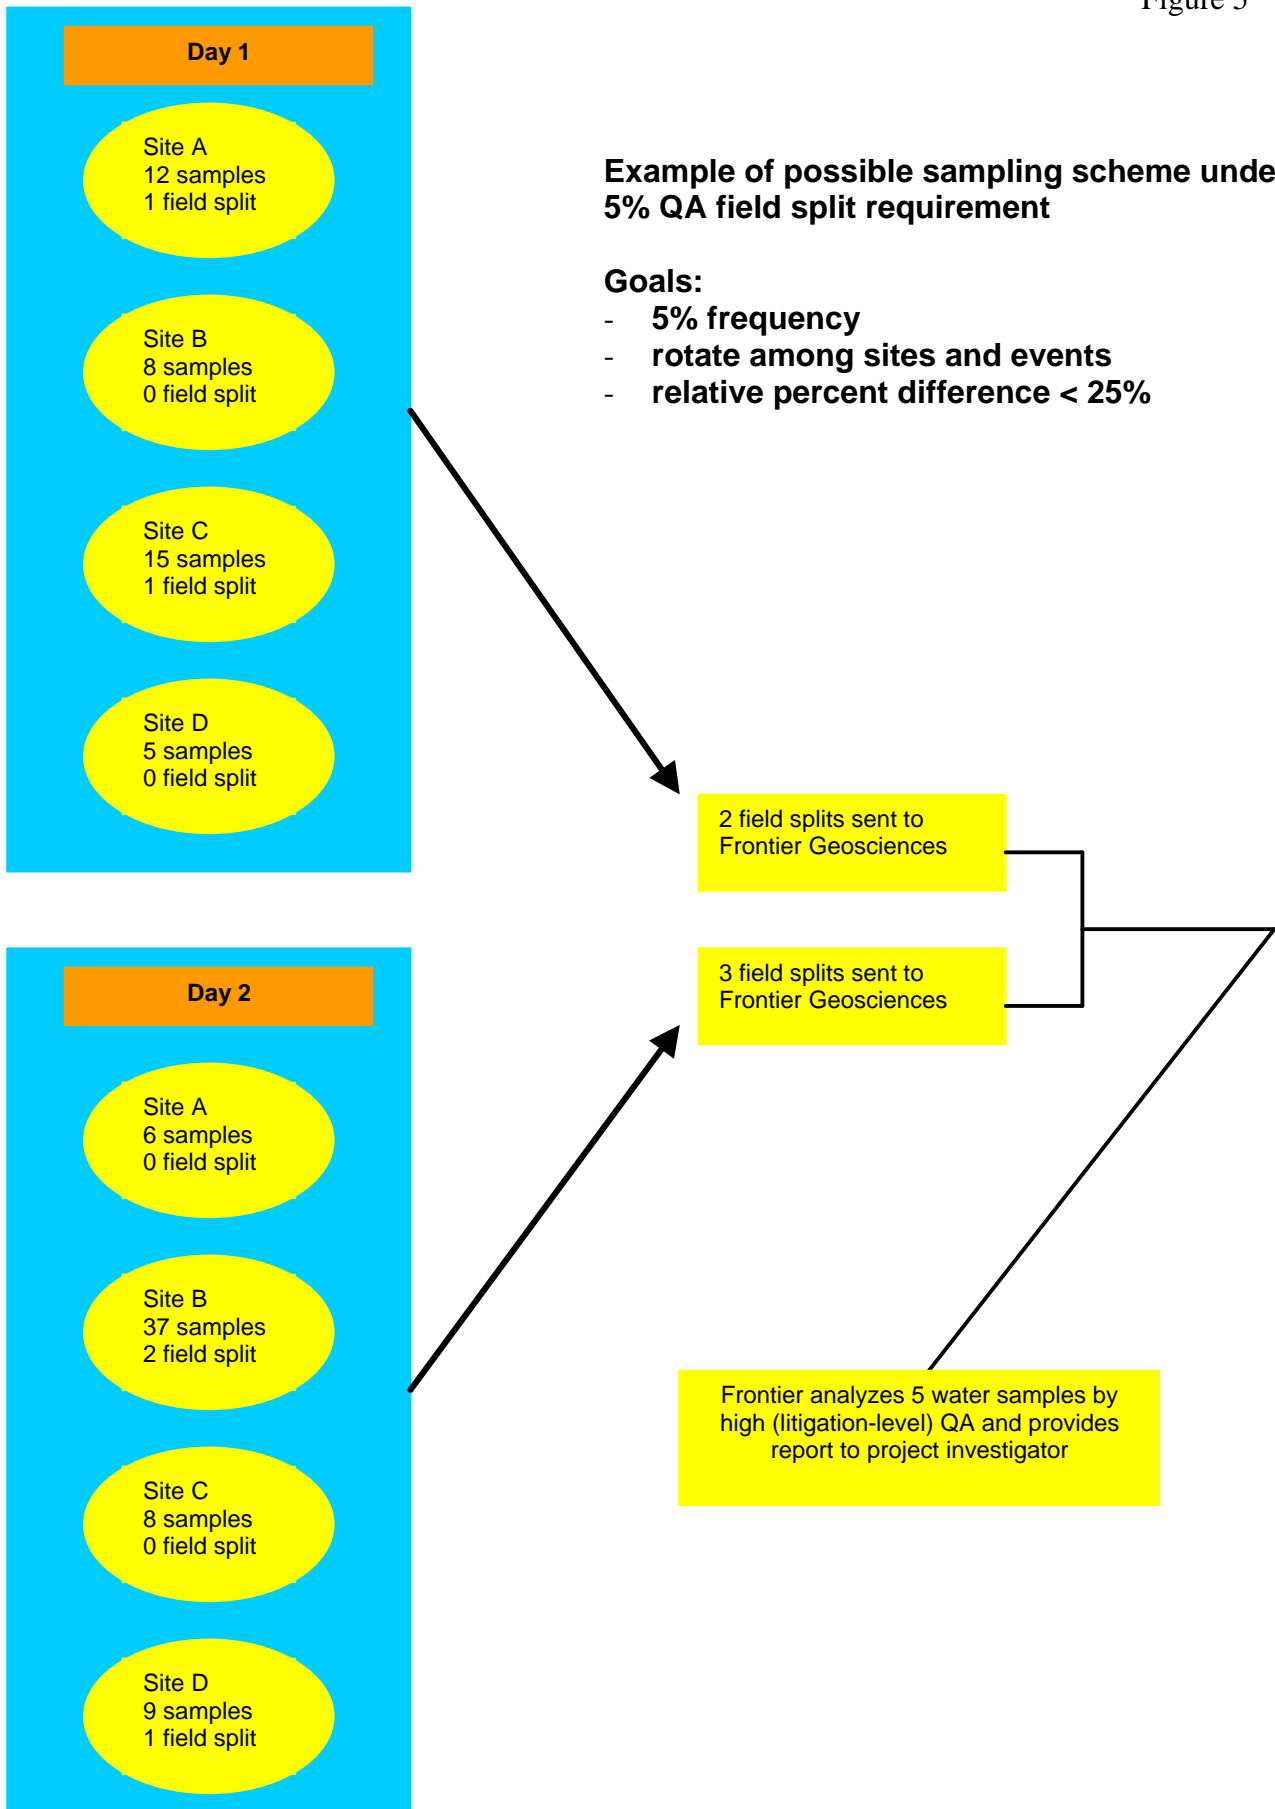 Figure 5
Day 1
Site A
12 samples
1 field split
Site B
8 samples
0 field split
Site C
15 samples
1 field split
Site D
5 samples
0 field split
Example of possible sampling scheme unde
5% QA field split requirement
Goals:
- 5% frequency
- rotate among sites and events
- relative percent difference < 25%
2 field splits sent to
Frontier Geosciences
3 field splits sent to
Frontier Geosciences
Day 2
Site A
6 samples
0 field split
Site B
37 samples
2 field split
Site C
8 samples
0 field split
Site D
9 samples
1 field split
Frontier analyzes 5 water samples by
high (litigation-level) QA and provides
report to project investigator